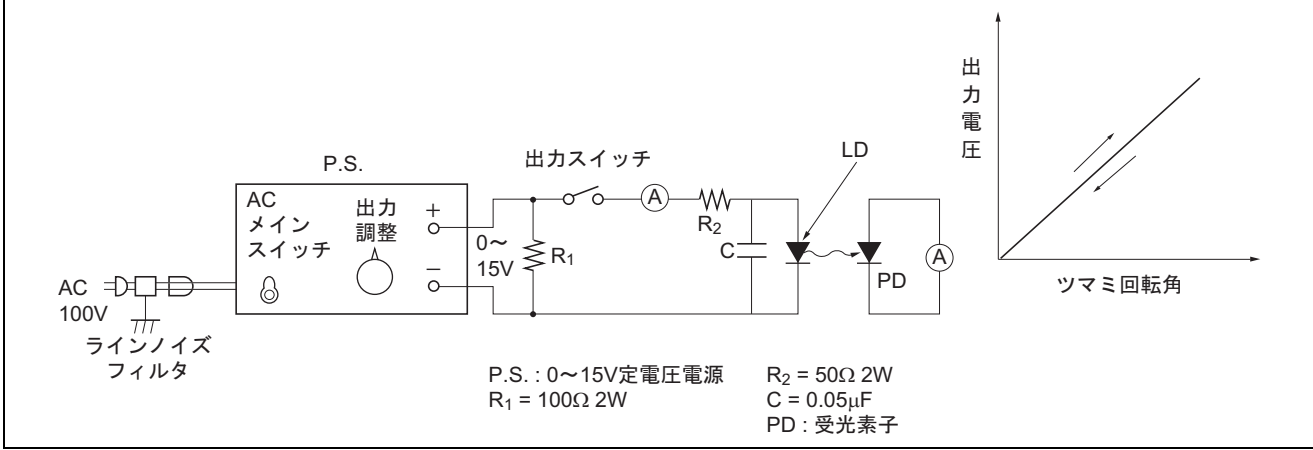 P.S.
AC
メイン
スイッチ
出力
調整
+
−
0～
15V
R1
出力スイッチ
A
R2
C
LD
PD
A
AC
100V
ラインノイズ
フィルタ
P.S. : 0～15V定電圧電源
R1 = 100Ω 2W
R2 = 50Ω 2W
C = 0.05μF
PD : 受光素子
出力電圧
ツマミ回転角